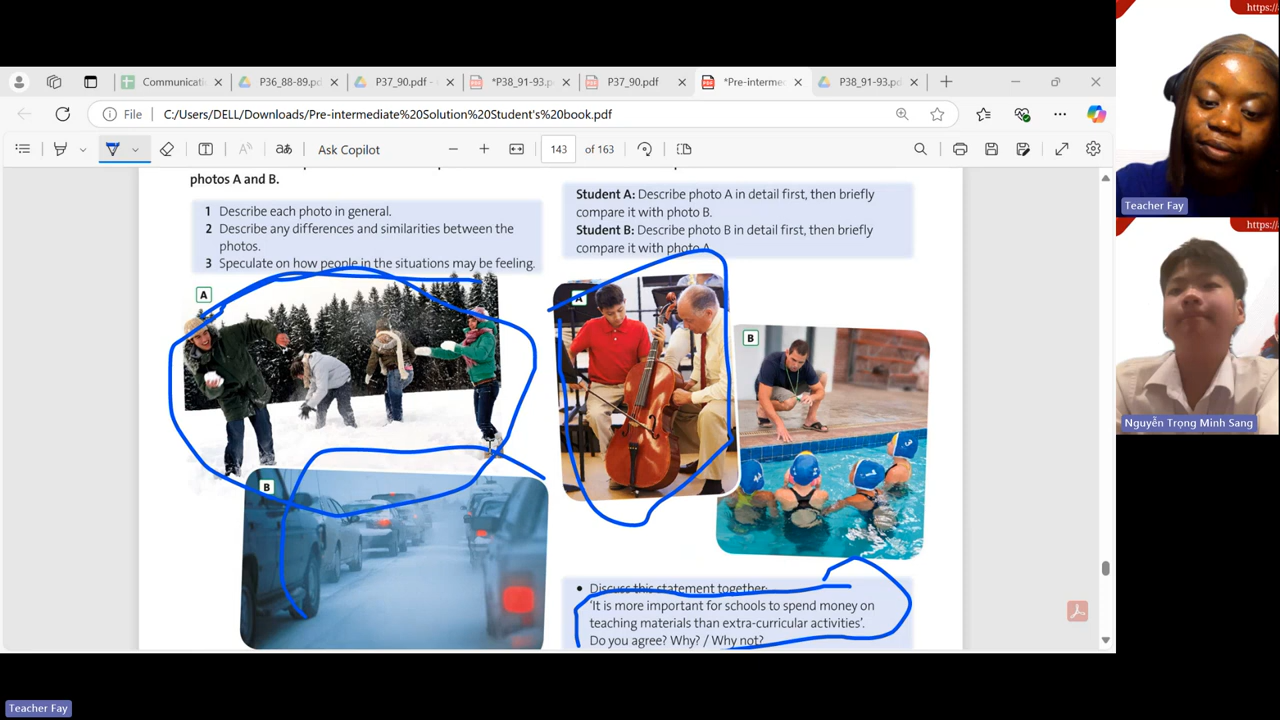 https://
Communicati
P36_88-89.pd
P37_90.pdf -
*P38_91-93.p
P37_90.pdf
*Pre-interme
P38_91-93.pd
File
C:/Users/DELL/Downloads/Pre-intermediate%20Solution%20Student's%20book.pdf
Ask Copilot
143
of 163
photos A and B.
1 Describe each photo in general.
2 Describe any differences and similarities between the
photos.
3 Speculate on how people in the situations may be feeling.
A
B
Student A: Describe photo A in detail first, then briefly
compare it with photo B.
Student B: Describe photo B in detail first, then briefly
compare it with photo A.
A
B
• Discuss this statement together:
'It is more important for schools to spend money on
teaching materials than extra-curricular activities'.
Do you agree? Why? / Why not?
Teacher Fay
https://
Nguyễn Trọng Minh Sang
Teacher Fay